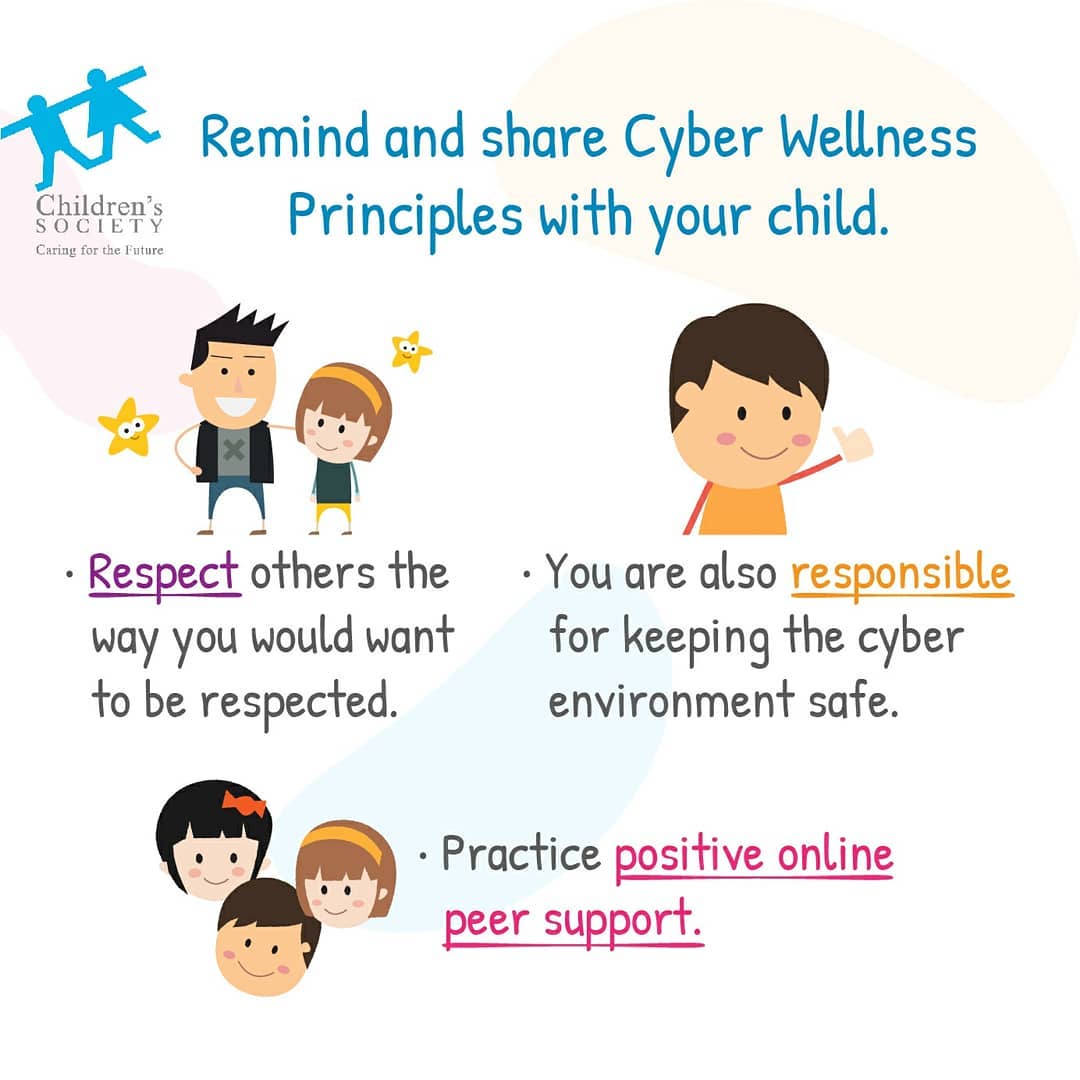 Children's
SOCIETY
Caring for the Future
Remind and share Cyber Wellness
Principles with your child.
· Respect others the
way you would want
to be respected.
· You are also responsible
for keeping the cyber
environment safe.
· Practice positive online
peer support.